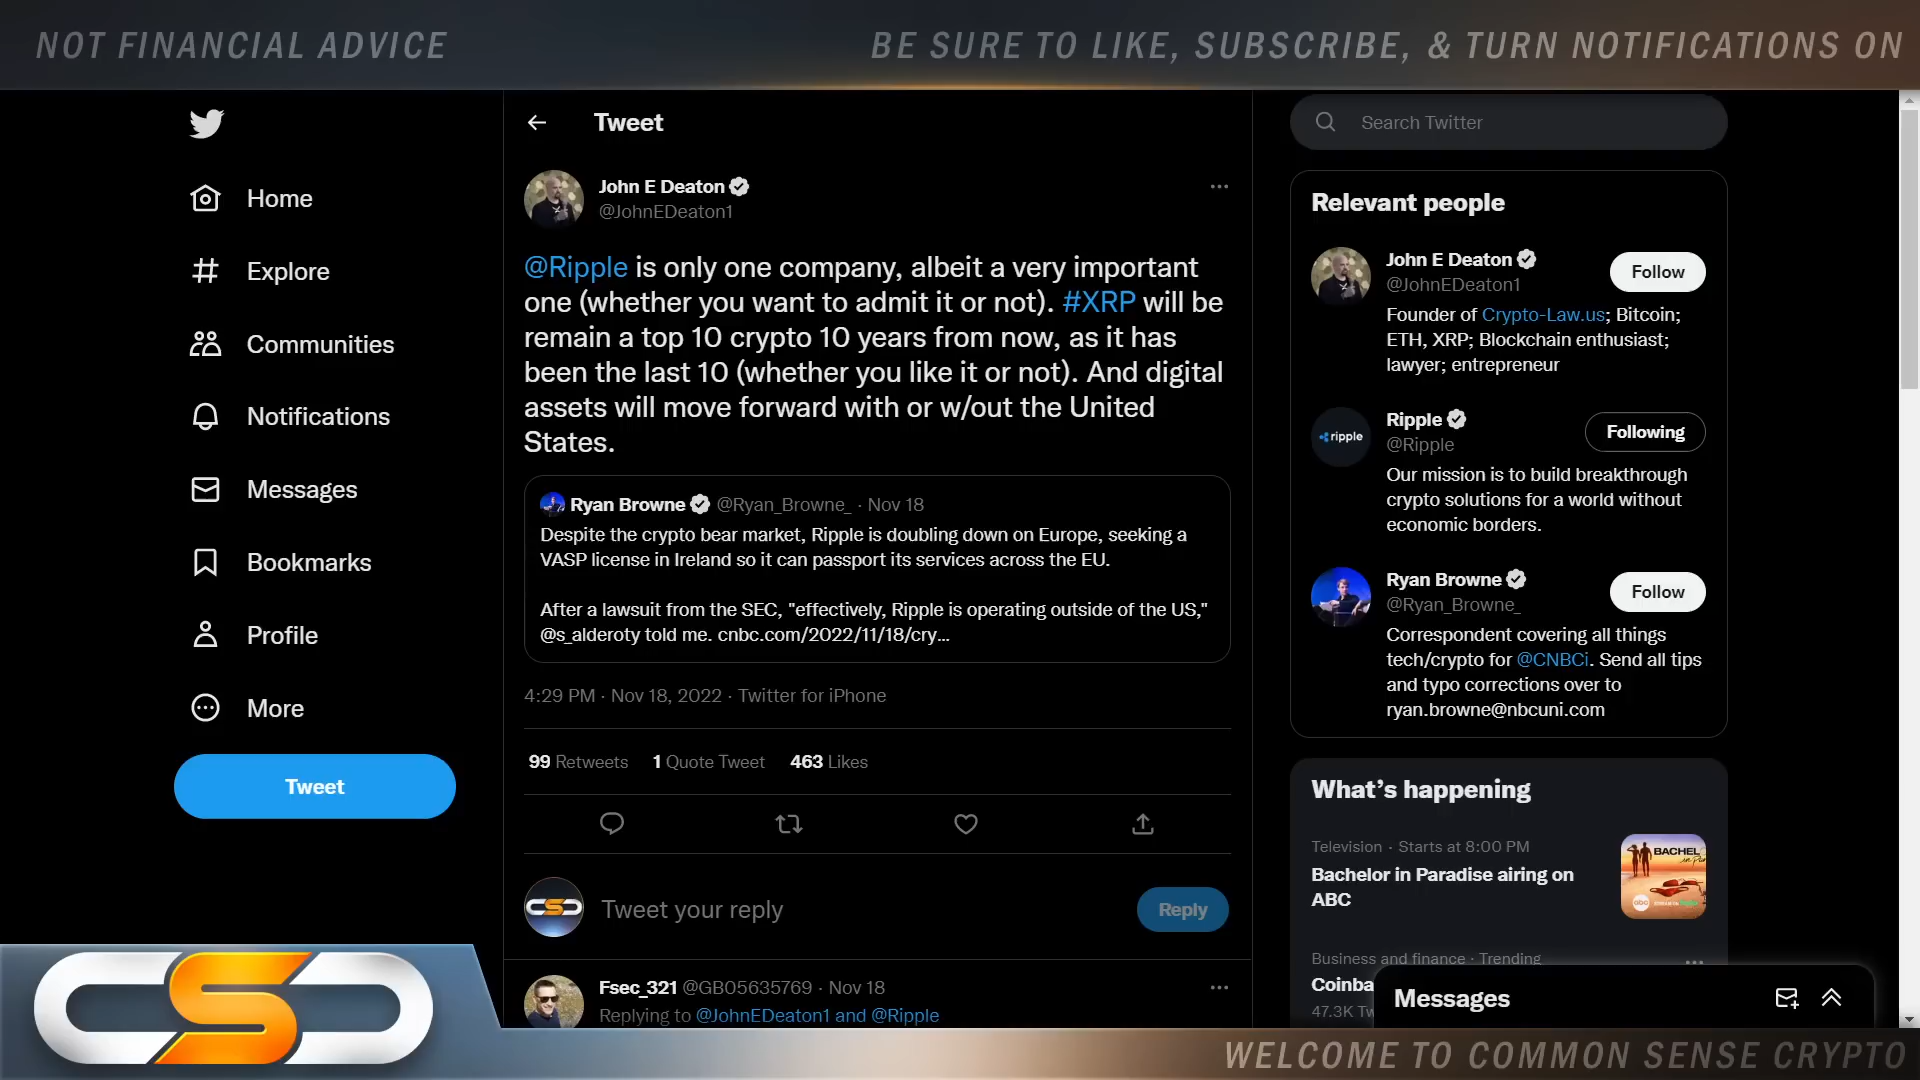 NOT FINANCIAL ADVICE
BE SURE TO LIKE, SUBSCRIBE, & TURN NOTIFICATIONS ON
Home
Explore
Communities
Notifications
Messages
Bookmarks
Profile
More
Tweet
Tweet
John E Deaton
@JohnEDeaton1
@Ripple is only one company, albeit a very important
one (whether you want to admit it or not). #XRP will be
remain a top 10 crypto 10 years from now, as it has
been the last 10 (whether you like it or not). And digital
assets will move forward with or w/out the United
States.
Ryan Browne @Ryan_Browne_ · Nov 18
Despite the crypto bear market, Ripple is doubling down on Europe, seeking a
VASP license in Ireland so it can passport its services across the EU.
After a lawsuit from the SEC, "effectively, Ripple is operating outside of the US,"
@s_alderoty told me. cnbc.com/2022/11/18/cry...
4:29 PM · Nov 18, 2022 · Twitter for iPhone
99 Retweets 1 Quote Tweet 463 Likes
Tweet your reply
Reply
Fsec_321 @GB05635769 · Nov 18
Replying to @JohnEDeaton1 and @Ripple
Search Twitter
Relevant people
John E Deaton
@JohnEDeaton1
Follow
Founder of Crypto-Law.us; Bitcoin;
ETH, XRP; Blockchain enthusiast;
lawyer; entrepreneur
ripple
Ripple
@Ripple
Following
Our mission is to build breakthrough
crypto solutions for a world without
economic borders.
Ryan Browne
@Ryan_Browne_
Follow
Correspondent covering all things
tech/crypto for @CNBCi. Send all tips
and typo corrections over to
ryan.browne@nbcuni.com
What's happening
Television · Starts at 8:00 PM
Bachelor in Paradise airing on
ABC
BACHEL
abc
Business and finance · Trending
Coinba
47.3K Tw
Messages
CSC
WELCOME TO COMMON SENSE CRYPTO